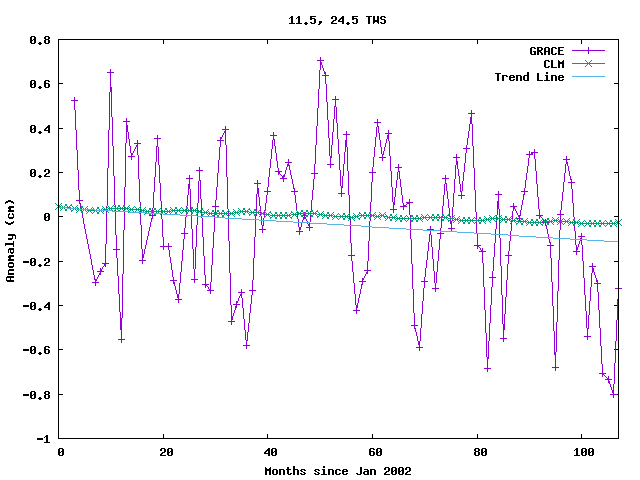 11.5, 24.5 TWS
GRACE
CLM
Trend Line
0.8
0.6
0.4
0.2
0
-0.2
-0.4
-0.6
-0.8
-1
Anomaly (cm)
0 20 40 60 80 100
Months since Jan 2002